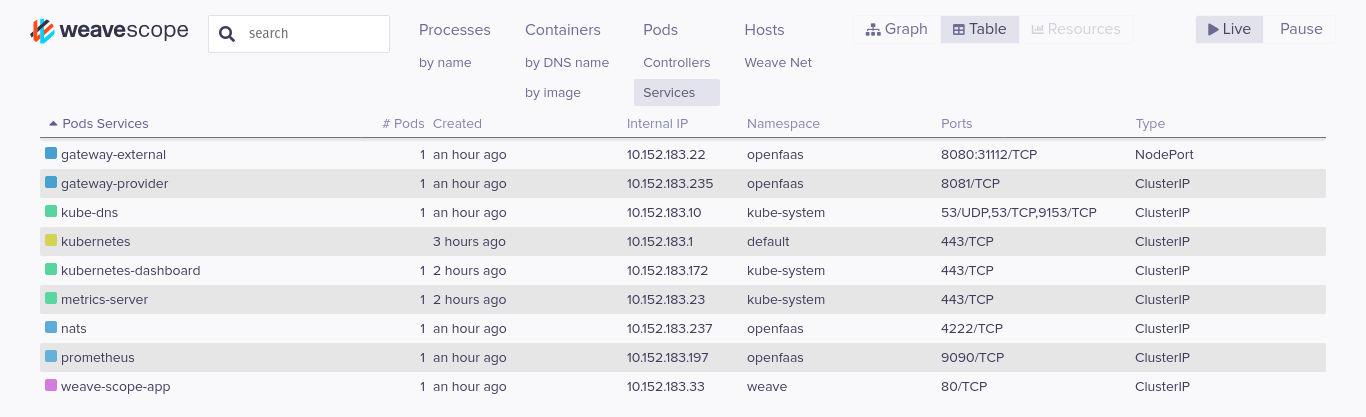 weavescope search Processes Containers Pods Hosts Graph Table Resources Live Pause
by name by DNS name Controllers Weave Net
by image Services
Pods Services # Pods Created Internal IP Namespace Ports Type
gateway-external 1 an hour ago 10.152.183.22 openfaas 8080:31112/TCP NodePort
gateway-provider 1 an hour ago 10.152.183.235 openfaas 8081/TCP ClusterIP
kube-dns 1 an hour ago 10.152.183.10 kube-system 53/UDP,53/TCP,9153/TCP ClusterIP
kubernetes 3 hours ago 10.152.183.1 default 443/TCP ClusterIP
kubernetes-dashboard 1 2 hours ago 10.152.183.172 kube-system 443/TCP ClusterIP
metrics-server 1 2 hours ago 10.152.183.23 kube-system 443/TCP ClusterIP
nats 1 an hour ago 10.152.183.237 openfaas 4222/TCP ClusterIP
prometheus 1 an hour ago 10.152.183.197 openfaas 9090/TCP ClusterIP
weave-scope-app 1 an hour ago 10.152.183.33 weave 80/TCP ClusterIP